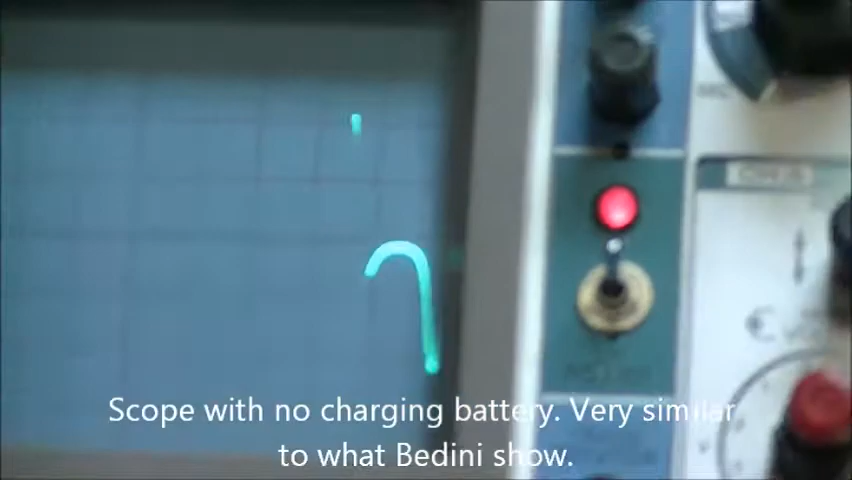 Scope with no charging battery. Very similar
to what Bedini show.